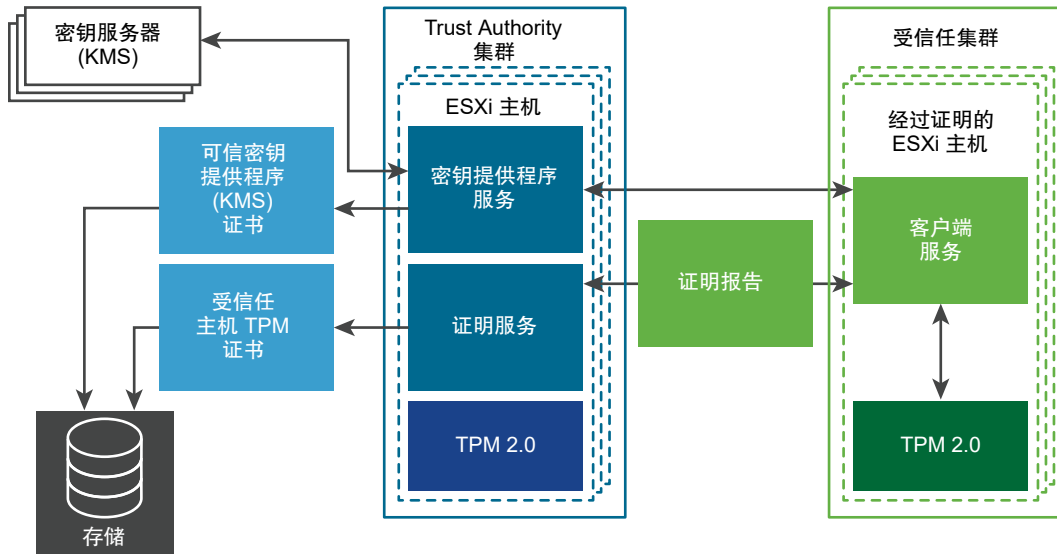 密钥服务器
(KMS)
Trust Authority
集群
ESXi 主机
密钥提供程序
服务
证明服务
TPM 2.0
可信密钥
提供程序
(KMS)
证书
受信任
主机 TPM
证书
存储
证明报告
受信任集群
经过证明的
ESXi 主机
客户端
服务
TPM 2.0